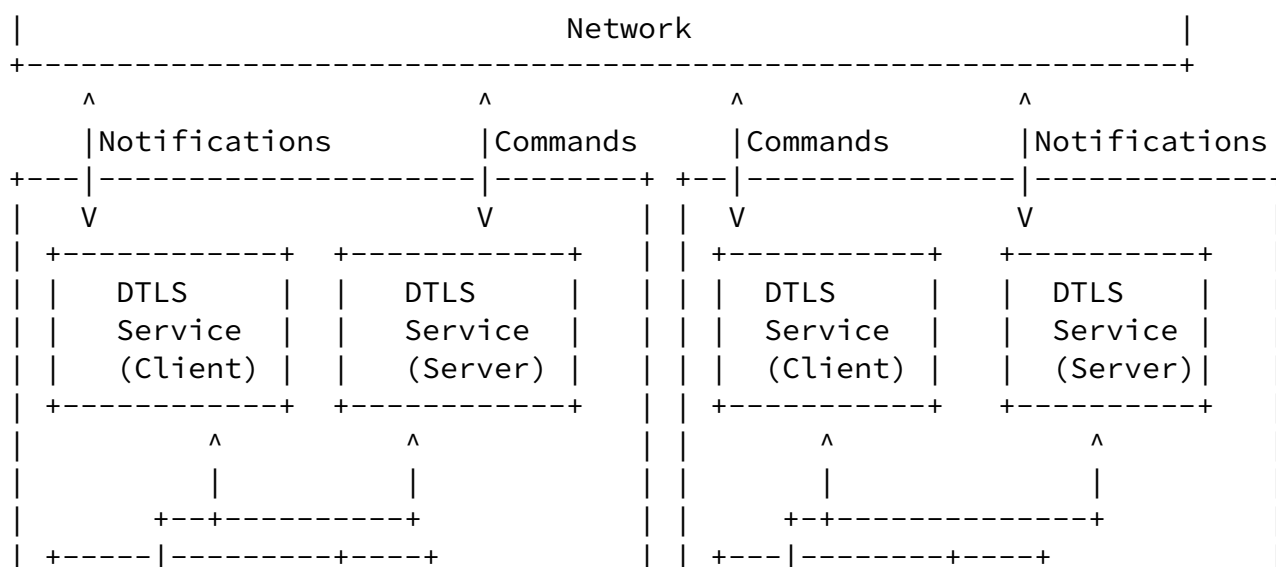 |                              Network                           |
+----------------------------------------------------------------+
    ^                     ^             ^               ^
    |Notifications        |Commands     |Commands       |Notifications
+---|---------------------|--------+ +--|---------------|--------------
|   V                     V        | |  V               V
| +------------+  +------------+   | | +-----------+   +----------+
| |   DTLS     |  |   DTLS     |   | | |  DTLS     |   |  DTLS    |
| |   Service  |  |   Service  |   | | |  Service  |   |  Service |
| |   (Client) |  |   (Server) |   | | |  (Client) |   |  (Server)|
| +------------+  +------------+   | | +-----------+   +----------+
|          ^          ^            | |       ^              ^
|          |          |            | |       |              |
|       +--+----------+            | |     +-+--------------+
| +-----|---------+----+           | | +---|--------+----+